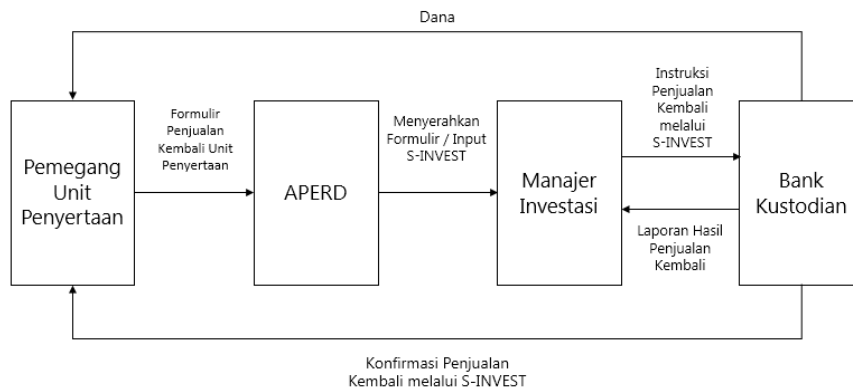 Dana
Pemegang
Unit
Penyertaan
Formulir
Penjualan
Kembali Unit
Penyertaan
APERD
Menyerahkan
Formulir / Input
S-INVEST
Manajer
Investasi
Instruksi
Penjualan
Kembali
melalui
S-INVEST
Laporan Hasil
Penjualan
Kembali
Bank
Kustodian
Konfirmasi Penjualan
Kembali melalui S-INVEST